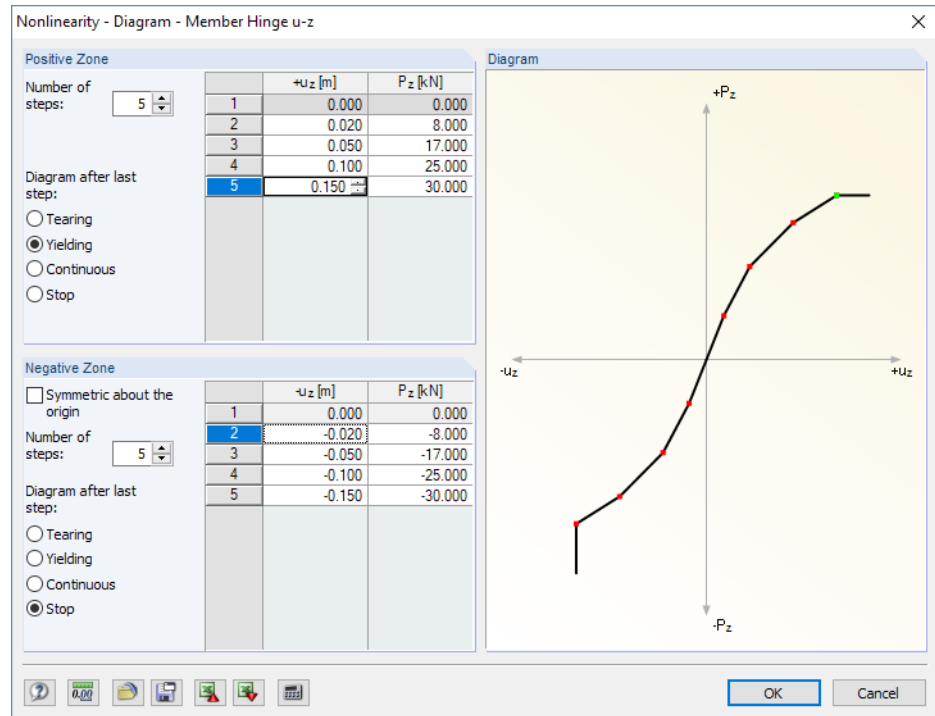 Nonlinearity - Diagram - Member Hinge u-z
Positive Zone
Number of
steps: 5
+uz [m] Pz [kN]
1 0.000 0.000
2 0.020 8.000
3 0.050 17.000
4 0.100 25.000
5 0.150 30.000
Diagram after last
step:
Tearing
Yielding
Continuous
Stop
Negative Zone
Symmetric about the
origin
Number of
steps: 5
-uz [m] Pz [kN]
1 0.000 0.000
2 -0.020 -8.000
3 -0.050 -17.000
4 -0.100 -25.000
5 -0.150 -30.000
Diagram after last
step:
Tearing
Yielding
Continuous
Stop
Diagram
+Pz
-uz
+uz
-Pz
0.00
OK
Cancel